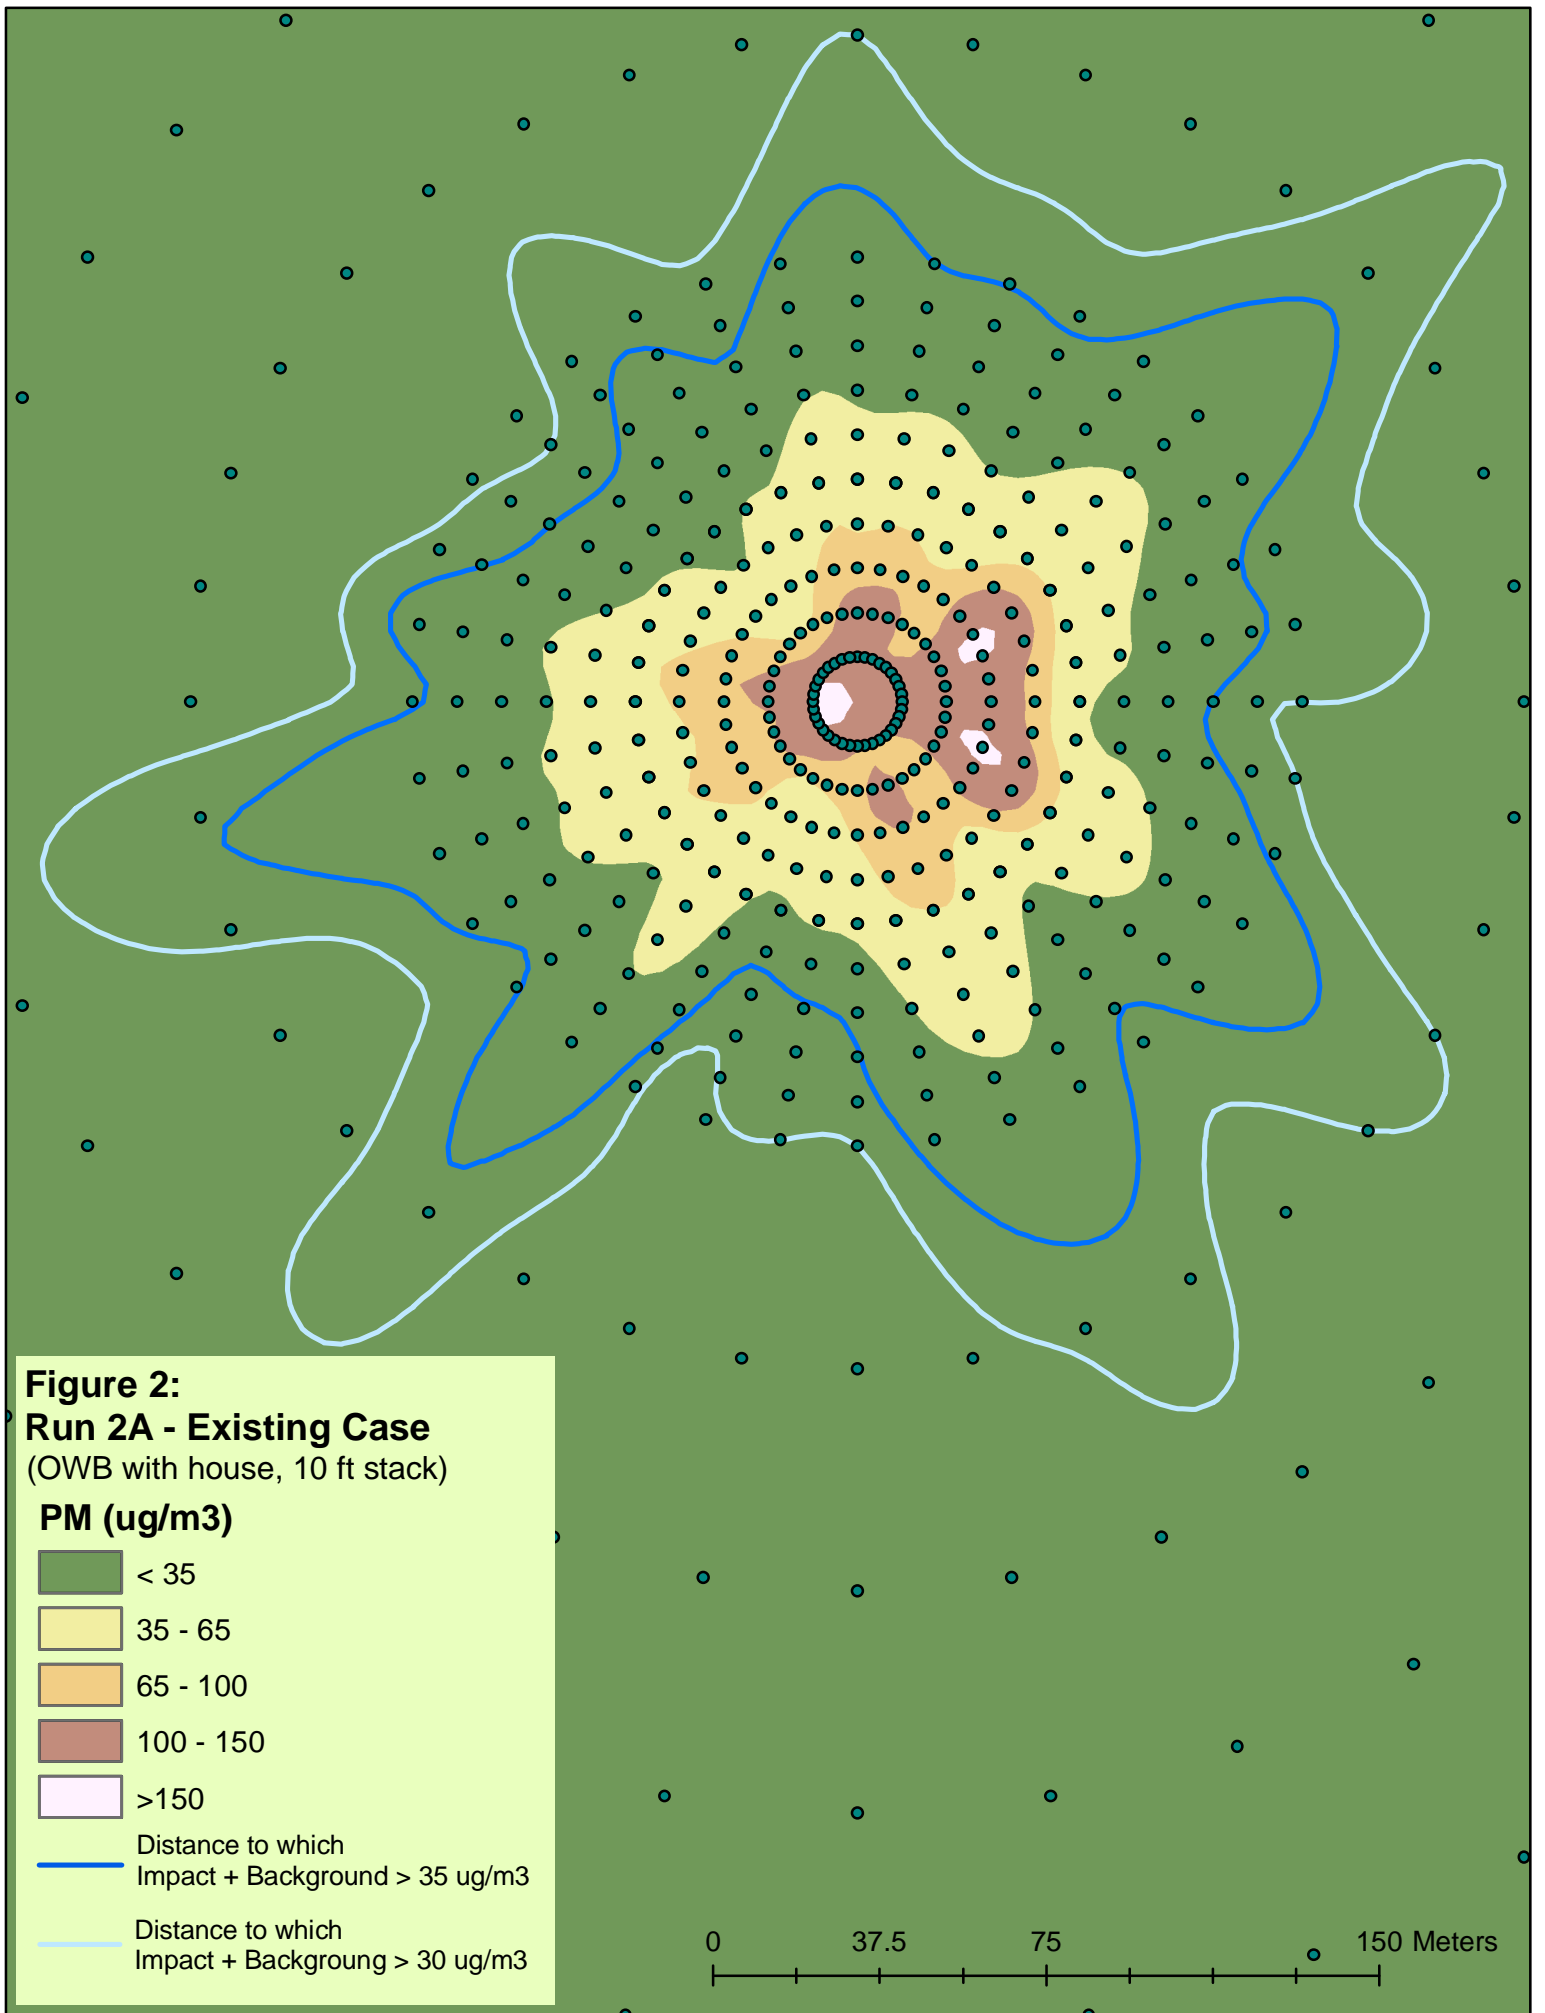 Figure 2:
Run 2A - Existing Case
(OWB with house, 10 ft stack)
PM (ug/m3)
< 35
35 - 65
65 - 100
100 - 150
>150
Distance to which
Impact + Background > 35 ug/m3
Distance to which
Impact + Backgroung > 30 ug/m3
0 37.5 75 150 Meters